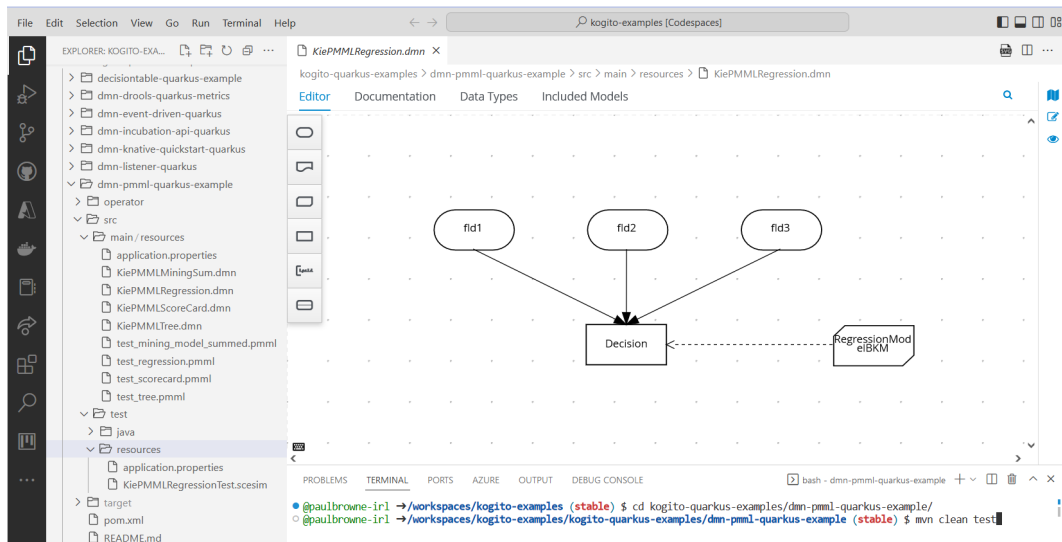 File Edit Selection View Go Run Terminal Help
kogito-examples [Codespaces]
EXPLORER: KOGITO-EXA...
KiePMMLRegression.dmn
kogito-quarkus-examples > dmn-pmml-quarkus-example > src > main > resources > KiePMMLRegression.dmn
Editor Documentation Data Types Included Models
decisiontable-quarkus-example
dmn-drools-quarkus-metrics
dmn-event-driven-quarkus
dmn-incubation-api-quarkus
dmn-knative-quickstart-quarkus
dmn-listener-quarkus
dmn-pmml-quarkus-example
operator
src
main/resources
application.properties
KiePMMLMiningSum.dmn
KiePMMLRegression.dmn
KiePMMLScoreCard.dmn
KiePMMLTree.dmn
test_mining_model_summed.pmml
test_regression.pmml
test_scorecard.pmml
test_tree.pmml
test
java
resources
application.properties
KiePMMLRegressionTest.scesim
target
pom.xml
README.md
fld1
fld2
fld3
Decision
RegressionMod
elBKM
PROBLEMS TERMINAL PORTS AZURE OUTPUT DEBUG CONSOLE
bash - dmn-pmml-quarkus-example
@paulbrowne-irl →/workspaces/kogito-examples (stable) $ cd kogito-quarkus-examples/dmn-pmml-quarkus-example/
@paulbrowne-irl →/workspaces/kogito-examples/kogito-quarkus-examples/dmn-pmml-quarkus-example (stable) $ mvn clean test